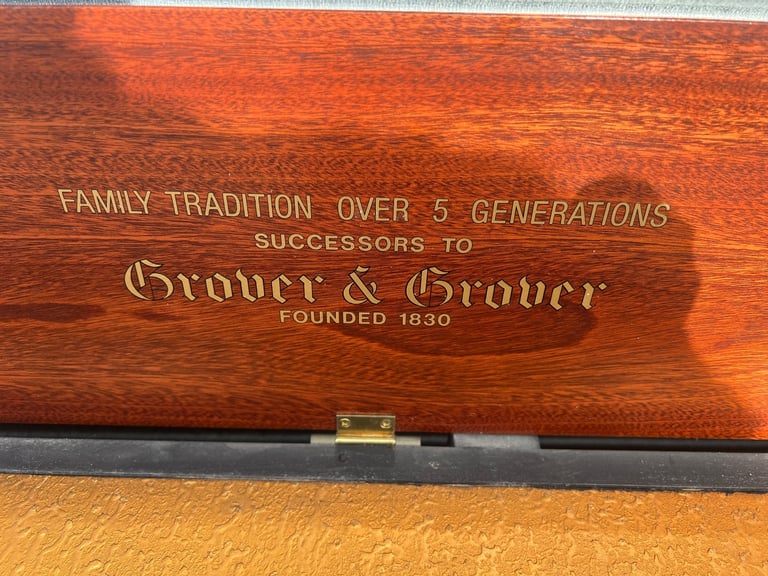 FAMILY TRADITION OVER 5 GENERATIONS
SUCCESSORS TO
Grover & Grover
FOUNDED 1830